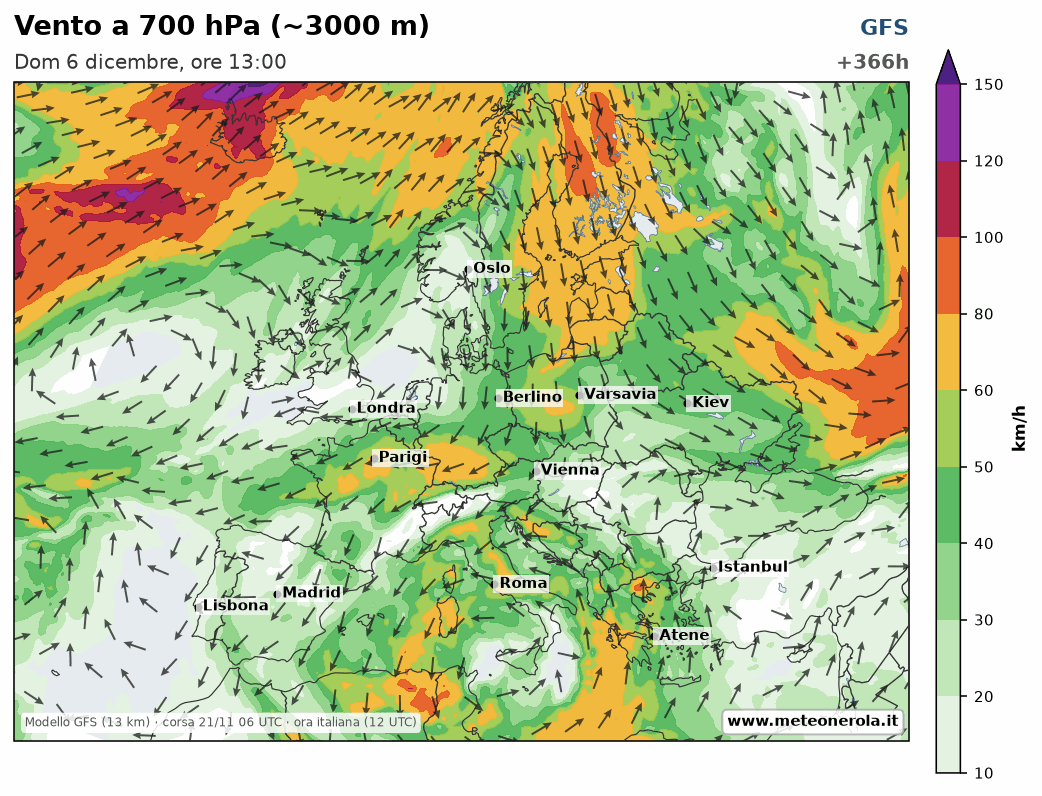 Vento a 700 hPa (~3000 m)
GFS
Dom 6 dicembre, ore 13:00
+366h
150
120
100
80
60
50
40
30
20
10
km/h
Oslo
Londra
Berlino
Varsavia
Kiev
Parigi
Vienna
Istanbul
Roma
Madrid
Lisbona
Atene
Modello GFS (13 km) · corsa 21/11 06 UTC · ora italiana (12 UTC)
www.meteonerola.it